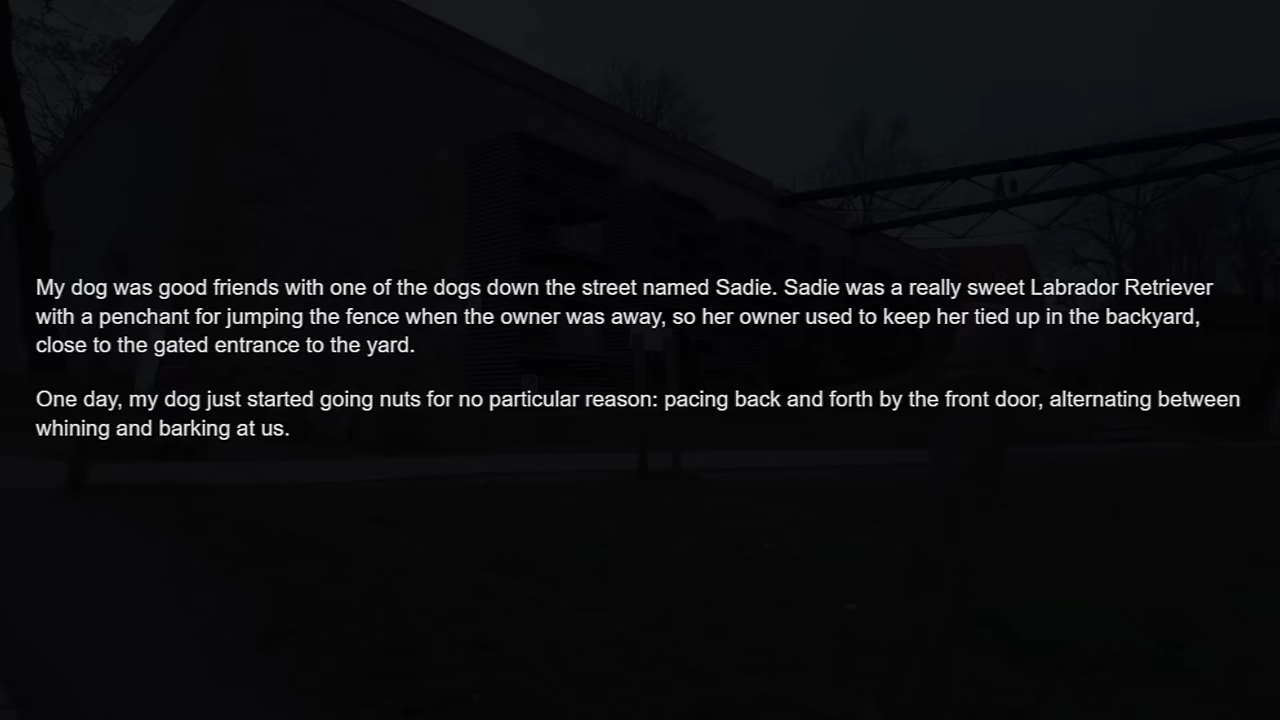 My dog was good friends with one of the dogs down the street named Sadie. Sadie was a really sweet Labrador Retriever
with a penchant for jumping the fence when the owner was away, so her owner used to keep her tied up in the backyard,
close to the gated entrance to the yard.
One day, my dog just started going nuts for no particular reason: pacing back and forth by the front door, alternating between
whining and barking at us.